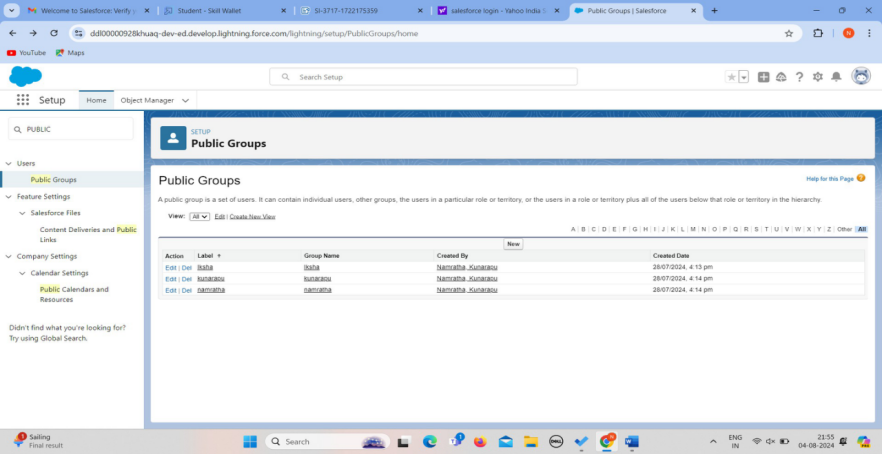 Welcome to Salesforce: Verify
Student - Skill Wallet
SI-3717-1722175359
salesforce login - Yahoo India S
Public Groups | Salesforce
ddl00000928khuaq-dev-ed.develop.lightning.force.com/lightning/setup/PublicGroups/home
N
YouTube
Maps
Search Setup
Setup
Home
Object Manager
PUBLIC
Users
Public Groups
Feature Settings
Salesforce Files
Content Deliveries and Public
Links
Company Settings
Calendar Settings
Public Calendars and
Resources
Didn't find what you're looking for?
Try using Global Search.
SETUP
Public Groups
Public Groups
Help for this Page
A public group is a set of users. It can contain individual users, other groups, the users in a particular role or territory, or the users in a role or territory plus all of the users below that role or territory in the hierarchy.
View: All Edit | Create New View
A | B | C | D | E | F | G | H | I | J | K | L | M | N | O | P | Q | R | S | T | U | V | W | X | Y | Z | Other | All
New
Action Label ↑ Group Name Created By Created Date
Edit | Del iksha iksha Namratha, Kunarapu 28/07/2024, 4:13 pm
Edit | Del kunarapu kunarapu Namratha, Kunarapu 28/07/2024, 4:14 pm
Edit | Del namratha namratha Namratha, Kunarapu 28/07/2024, 4:14 pm
Sailing
Final result
Search
DELL
ENG
IN
21:55
04-08-2024